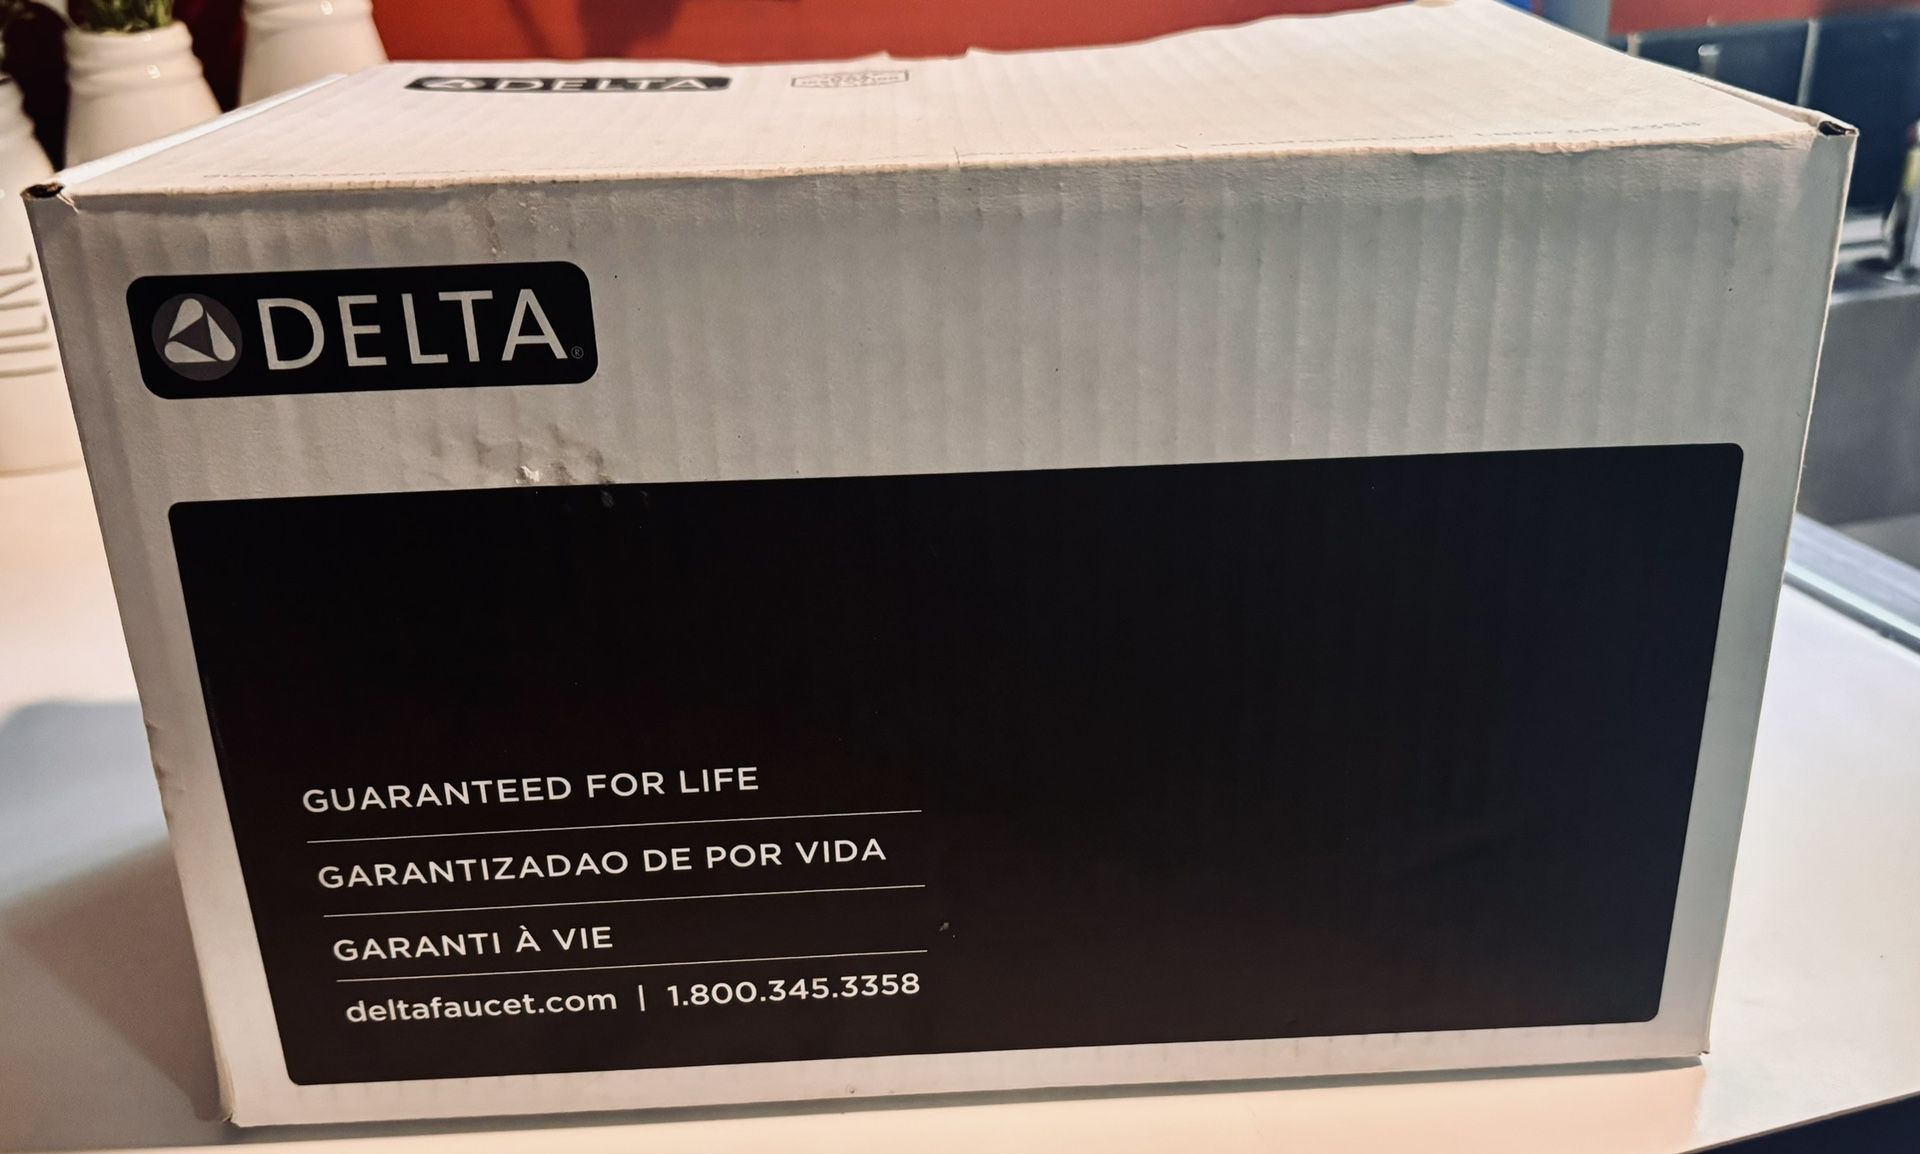 DELTA
DELTA®
GUARANTEED FOR LIFE
GARANTIZADAO DE POR VIDA
GARANTI À VIE
deltafaucet.com | 1.800.345.3358